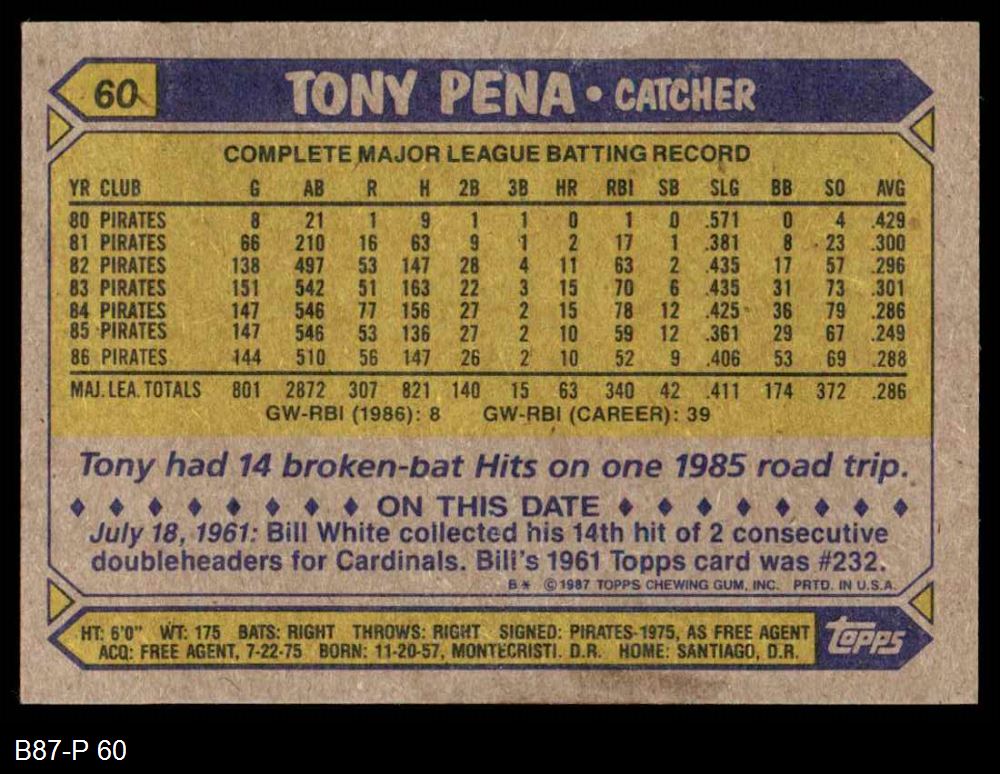 60 TONY PENA • CATCHER
COMPLETE MAJOR LEAGUE BATTING RECORD
YR CLUB G AB R H 2B 3B HR RBI SB SLG BB SO AVG
80 PIRATES 8 21 1 9 1 1 0 1 0 .571 0 4 .429
81 PIRATES 66 210 16 63 9 1 2 17 1 .381 8 23 .300
82 PIRATES 138 497 53 147 28 4 11 63 2 .435 17 57 .296
83 PIRATES 151 542 51 163 22 3 15 70 6 .435 31 73 .301
84 PIRATES 147 546 77 156 27 2 15 78 12 .425 36 79 .286
85 PIRATES 147 546 53 136 27 2 10 59 12 .361 29 67 .249
86 PIRATES 144 510 56 147 26 2 10 52 9 .406 53 69 .288
MAJ. LEA. TOTALS 801 2872 307 821 140 15 63 340 42 .411 174 372 .286
GW-RBI (1986): 8 GW-RBI (CAREER): 39
Tony had 14 broken-bat Hits on one 1985 road trip.
♦ ♦ ♦ ♦ ♦ ♦ ♦ ♦ ON THIS DATE ♦ ♦ ♦ ♦ ♦ ♦ ♦ ♦
July 18, 1961: Bill White collected his 14th hit of 2 consecutive
doubleheaders for Cardinals. Bill's 1961 Topps card was #232.
B* ©1987 TOPPS CHEWING GUM, INC. PRTD. IN U.S.A.
HT: 6'0" WT: 175 BATS: RIGHT THROWS: RIGHT SIGNED: PIRATES-1975, AS FREE AGENT
ACQ: FREE AGENT, 7-22-75 BORN: 11-20-57, MONTECRISTI. D.R. HOME: SANTIAGO, D.R.
topps
B87-P 60